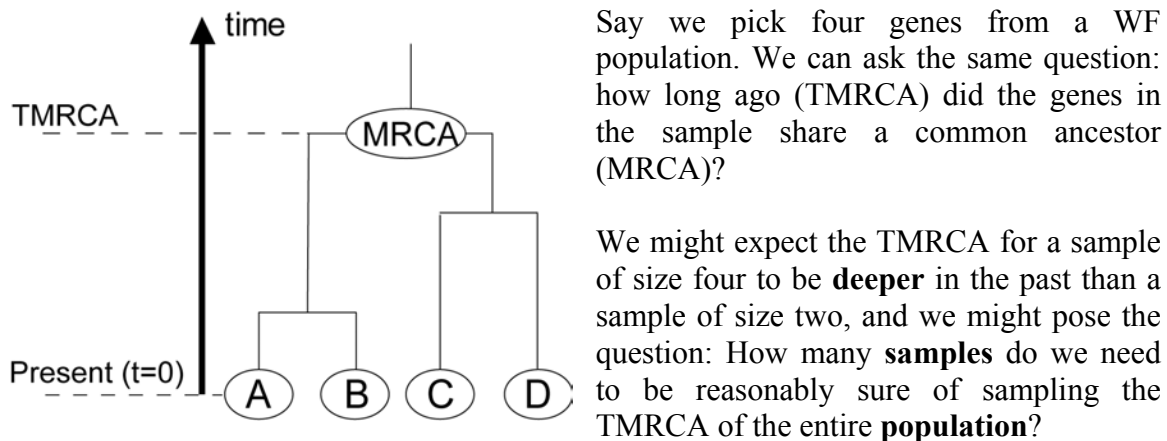 time
TMRCA
MRCA
Present (t=0)
A B C D
Say we pick four genes from a WF
population. We can ask the same question:
how long ago (TMRCA) did the genes in
the sample share a common ancestor
(MRCA)?
We might expect the TMRCA for a sample
of size four to be deeper in the past than a
sample of size two, and we might pose the
question: How many samples do we need
to be reasonably sure of sampling the
TMRCA of the entire population?